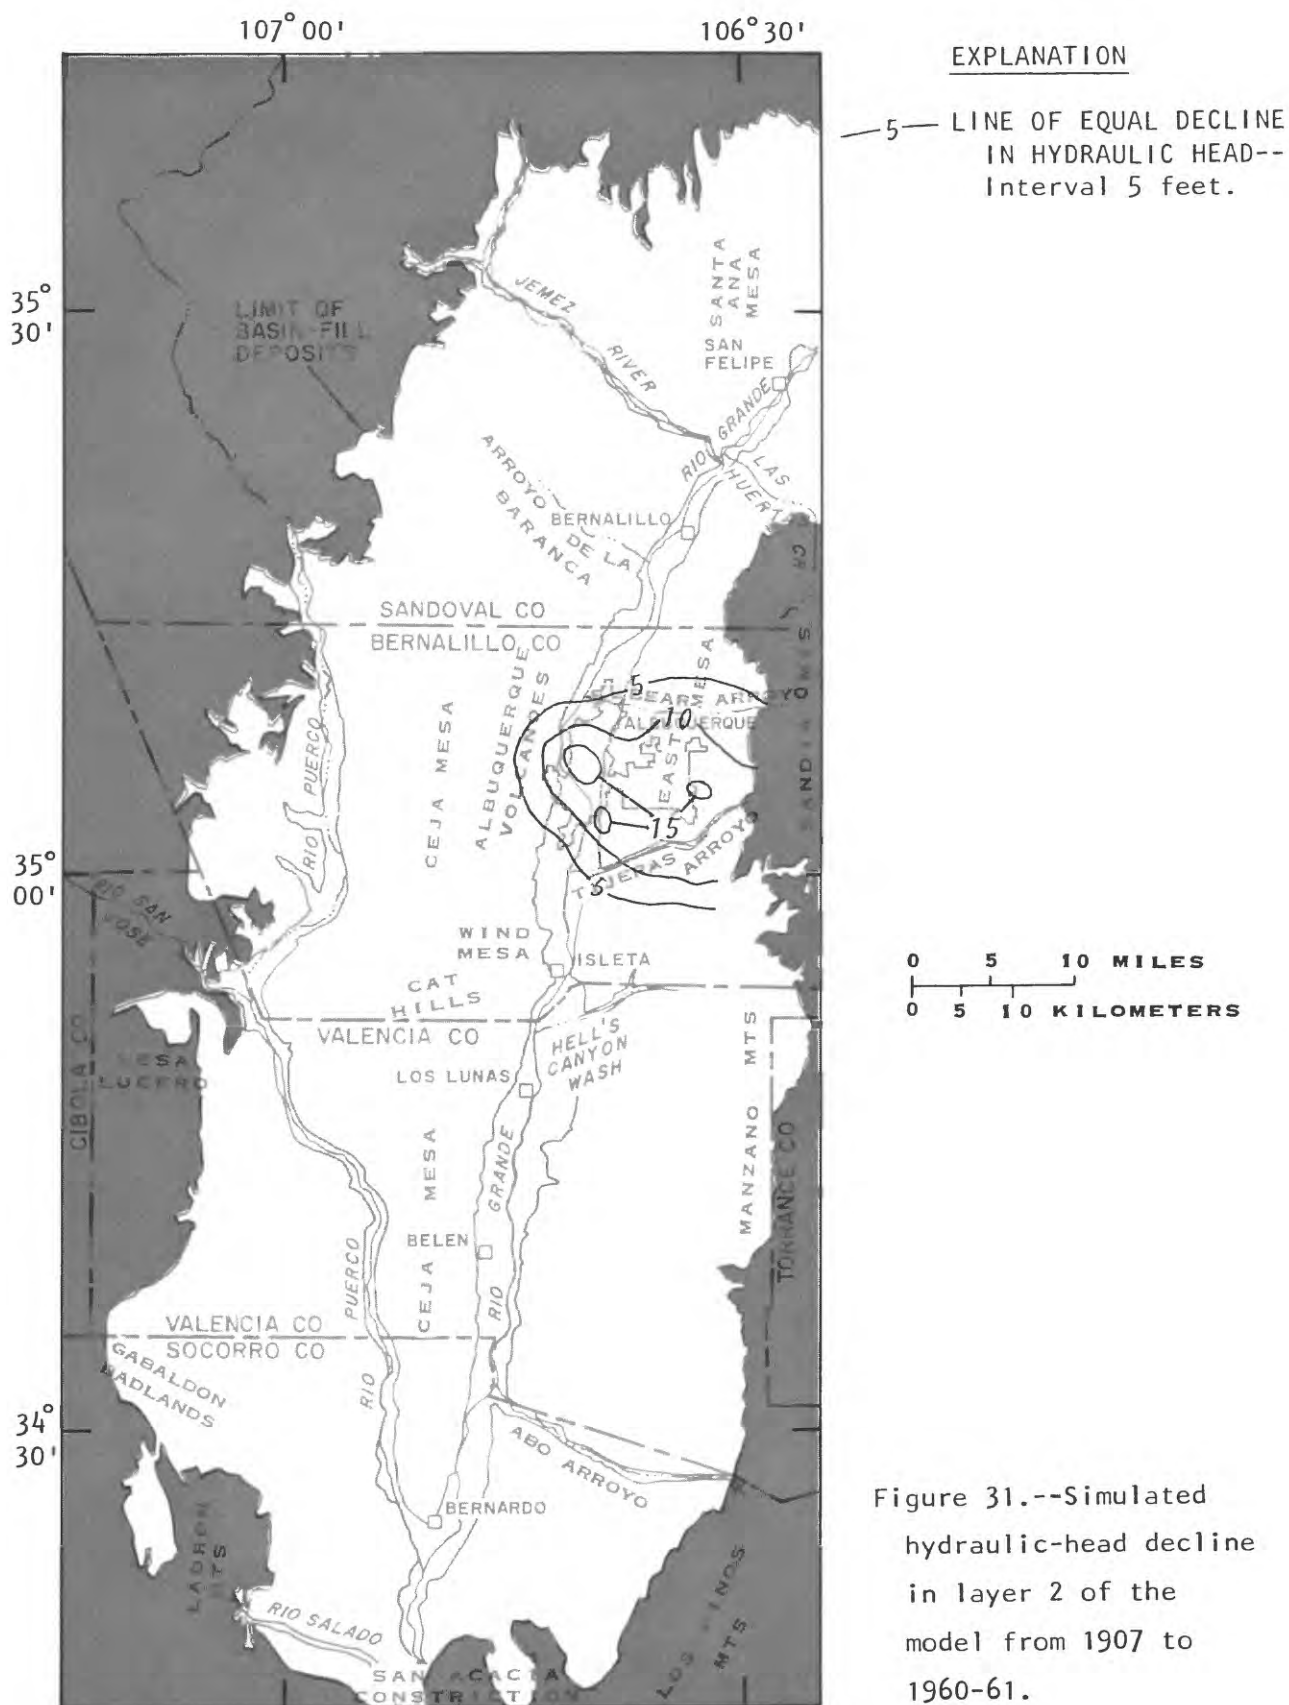 107° 00'
106° 30'
EXPLANATION
5 LINE OF EQUAL DECLINE
IN HYDRAULIC HEAD--
Interval 5 feet.
35°
30'
LIMIT OF
BASIN-FILL
DEPOSITS
JEMEZ
RIVER
SANTA
ANA
MESA
SAN
FELIPE
RIO GRANDE
LAS
HUERT
ARROYO
DE LA
BARANCA
BERNALILLO
SANDOVAL CO
BERNALILLO CO
SANDIA MTS
ALBUQUERQUE
VOLCANOES
CEJA MESA
EAST MESA
5
BEAR ARROYO
10
ALBUQUERQUE
15
RIO PUERCO
TIJERAS ARROYO
5
35°
00'
RIO SAN
JOSE
WIND
MESA
ISLETA
CAT
HILLS
VALENCIA CO
HELL'S
CANYON
WASH
0 5 10 MILES
0 5 10 KILOMETERS
CIBOLA CO
MESA
LUCERO
LOS LUNAS
MANZANO MTS
TORRANCE CO
CEJA MESA
RIO GRANDE
BELEN
RIO PUERCO
VALENCIA CO
SOCORRO CO
GABALDON
BADLANDS
34°
30'
ABO ARROYO
BERNARDO
LADRON
MTS
RIO SALADO
SAN ACACIA
CONSTRICTION
LOS PINOS
MTS
Figure 31.--Simulated
hydraulic-head decline
in layer 2 of the
model from 1907 to
1960-61.